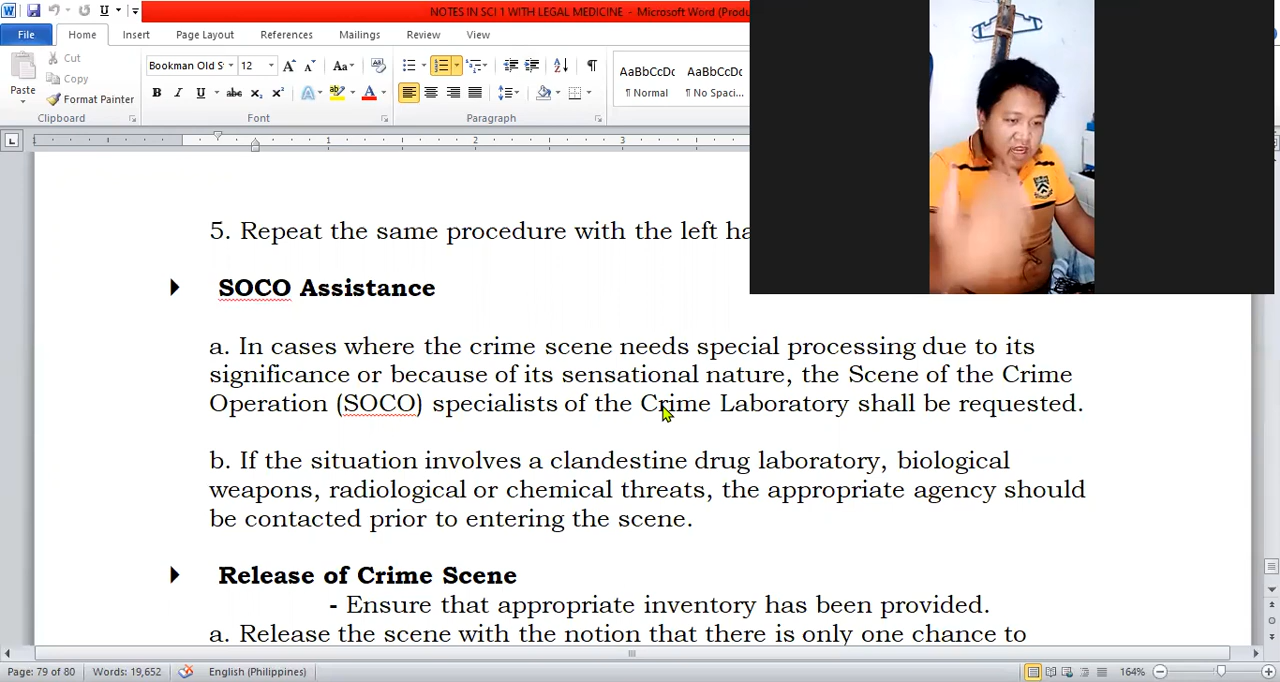 NOTES IN SCI 1 WITH LEGAL MEDICINE - Microsoft Word (Produ
File Home Insert Page Layout References Mailings Review View
Cut
Copy
Paste
Format Painter
Clipboard
Bookman Old S 12
Font
Paragraph
AaBbCcDc AaBbCcDc
¶ Normal ¶ No Spaci...
1 2 3
5. Repeat the same procedure with the left ha
SOCO Assistance
a. In cases where the crime scene needs special processing due to its
significance or because of its sensational nature, the Scene of the Crime
Operation (SOCO) specialists of the Crime Laboratory shall be requested.
b. If the situation involves a clandestine drug laboratory, biological
weapons, radiological or chemical threats, the appropriate agency should
be contacted prior to entering the scene.
Release of Crime Scene
- Ensure that appropriate inventory has been provided.
a. Release the scene with the notion that there is only one chance to
Page: 79 of 80 Words: 19,652 English (Philippines) 164%